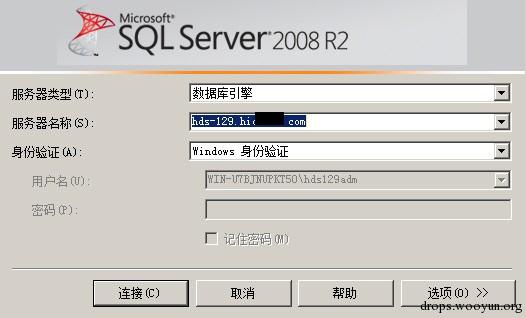 Microsoft®
SQL Server® 2008 R2
服务器类型(T): 数据库引擎
服务器名称(S): hds-129.hi com
身份验证(A): Windows 身份验证
用户名(U): WIN-U7BJNUPKT50\hds129adm
密码(P):
记住密码(M)
连接(C) 取消 帮助 选项(O) >>
drops.wooyun.org